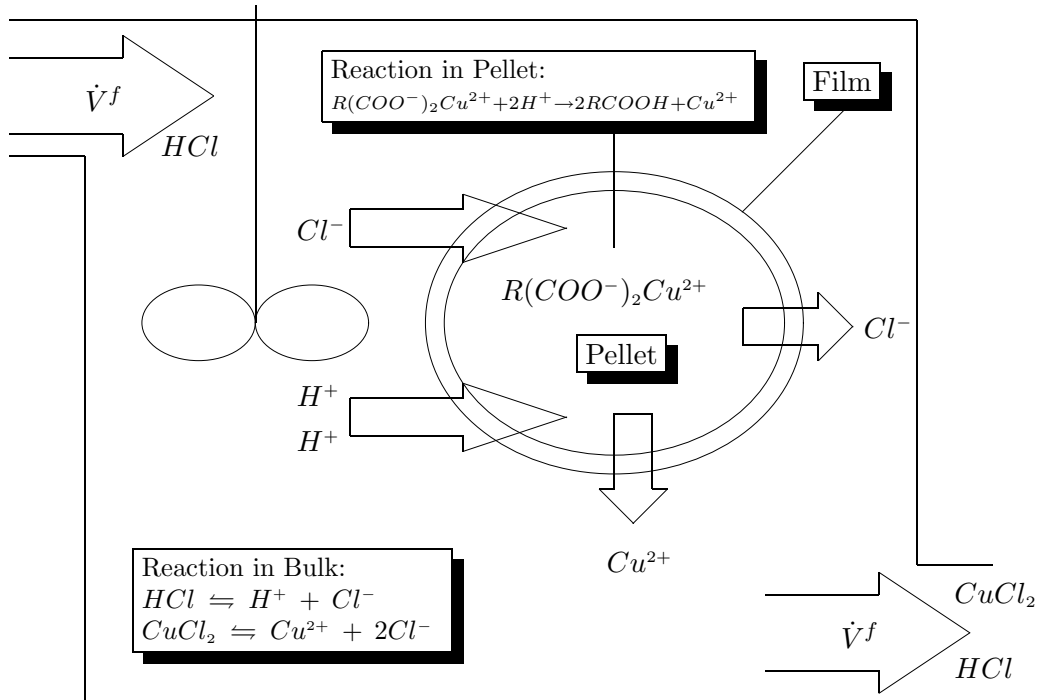 Reaction in Pellet:
R(COO⁻)₂Cu²⁺+2H⁺→2RCOOH+Cu²⁺
Film
V̇ᶠ
HCl
Cl⁻
R(COO⁻)₂Cu²⁺
Cl⁻
Pellet
H⁺
H⁺
Cu²⁺
Reaction in Bulk:
HCl ⇋ H⁺ + Cl⁻
CuCl₂ ⇋ Cu²⁺ + 2Cl⁻
CuCl₂
V̇ᶠ
HCl